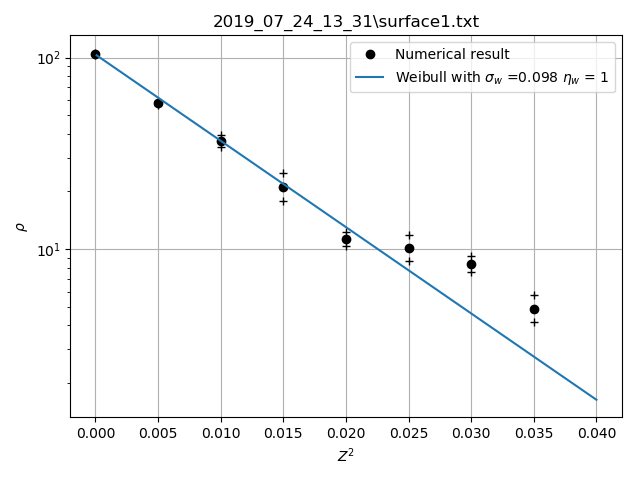 2019_07_24_13_31\surface1.txt
Numerical result
Weibull with σw =0.098 ηw = 1
10²
10¹
ρ
0.000 0.005 0.010 0.015 0.020 0.025 0.030 0.035 0.040
Z²